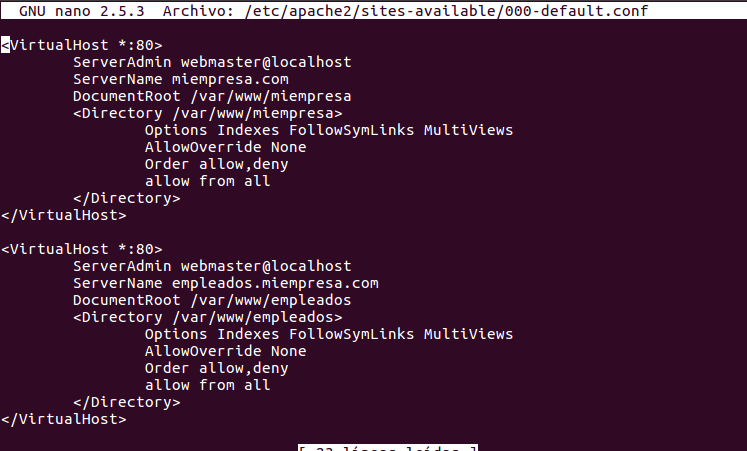 GNU nano 2.5.3 Archivo: /etc/apache2/sites-available/000-default.conf
<VirtualHost *:80>
ServerAdmin webmaster@localhost
ServerName miempresa.com
DocumentRoot /var/www/miempresa
<Directory /var/www/miempresa>
Options Indexes FollowSymLinks MultiViews
AllowOverride None
Order allow,deny
allow from all
</Directory>
</VirtualHost>
<VirtualHost *:80>
ServerAdmin webmaster@localhost
ServerName empleados.miempresa.com
DocumentRoot /var/www/empleados
<Directory /var/www/empleados>
Options Indexes FollowSymLinks MultiViews
AllowOverride None
Order allow,deny
allow from all
</Directory>
</VirtualHost>